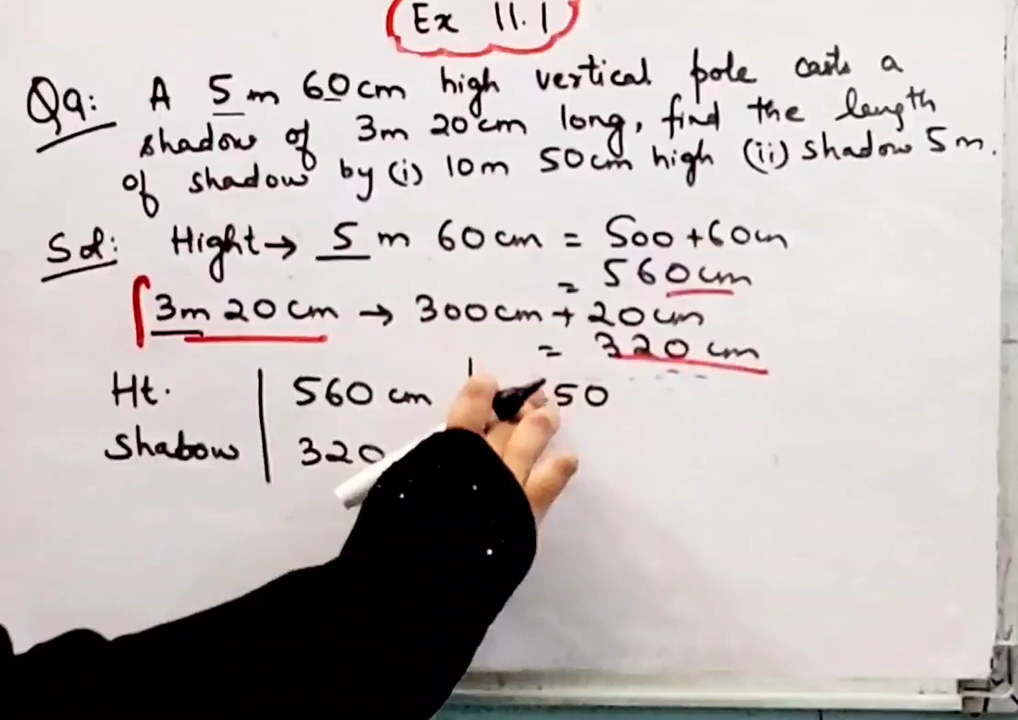 Ex 11.1
Q9: A 5m 60cm high vertical pole casts a
shadow of 3m 20cm long, find the length
of shadow by (i) 10m 50cm high (ii) shadow 5m.
Sol: Hight → 5 m 60cm = 500 + 60cm
= 560cm
3m 20cm → 300cm + 20cm
= 320 cm
Ht. 560 cm 50
Shabow 320